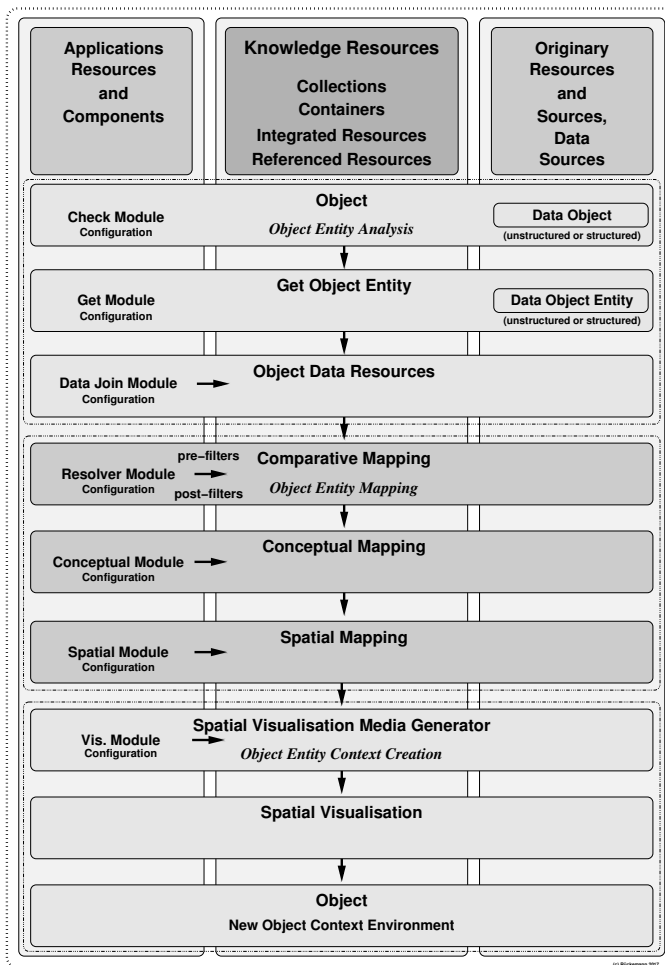 Applications
Resources
and
Components
Knowledge Resources
Collections
Containers
Integrated Resources
Referenced Resources
Originary
Resources
and
Sources,
Data
Sources
Object
Check Module
Configuration
Object Entity Analysis
Data Object
(unstructured or structured)
Get Object Entity
Get Module
Configuration
Data Object Entity
(unstructured or structured)
Object Data Resources
Data Join Module
Configuration
pre−filters
Comparative Mapping
Resolver Module
Configuration
Object Entity Mapping
post−filters
Conceptual Mapping
Conceptual Module
Configuration
Spatial Mapping
Spatial Module
Configuration
Spatial Visualisation Media Generator
Vis. Module
Configuration
Object Entity Context Creation
Spatial Visualisation
Object
New Object Context Environment